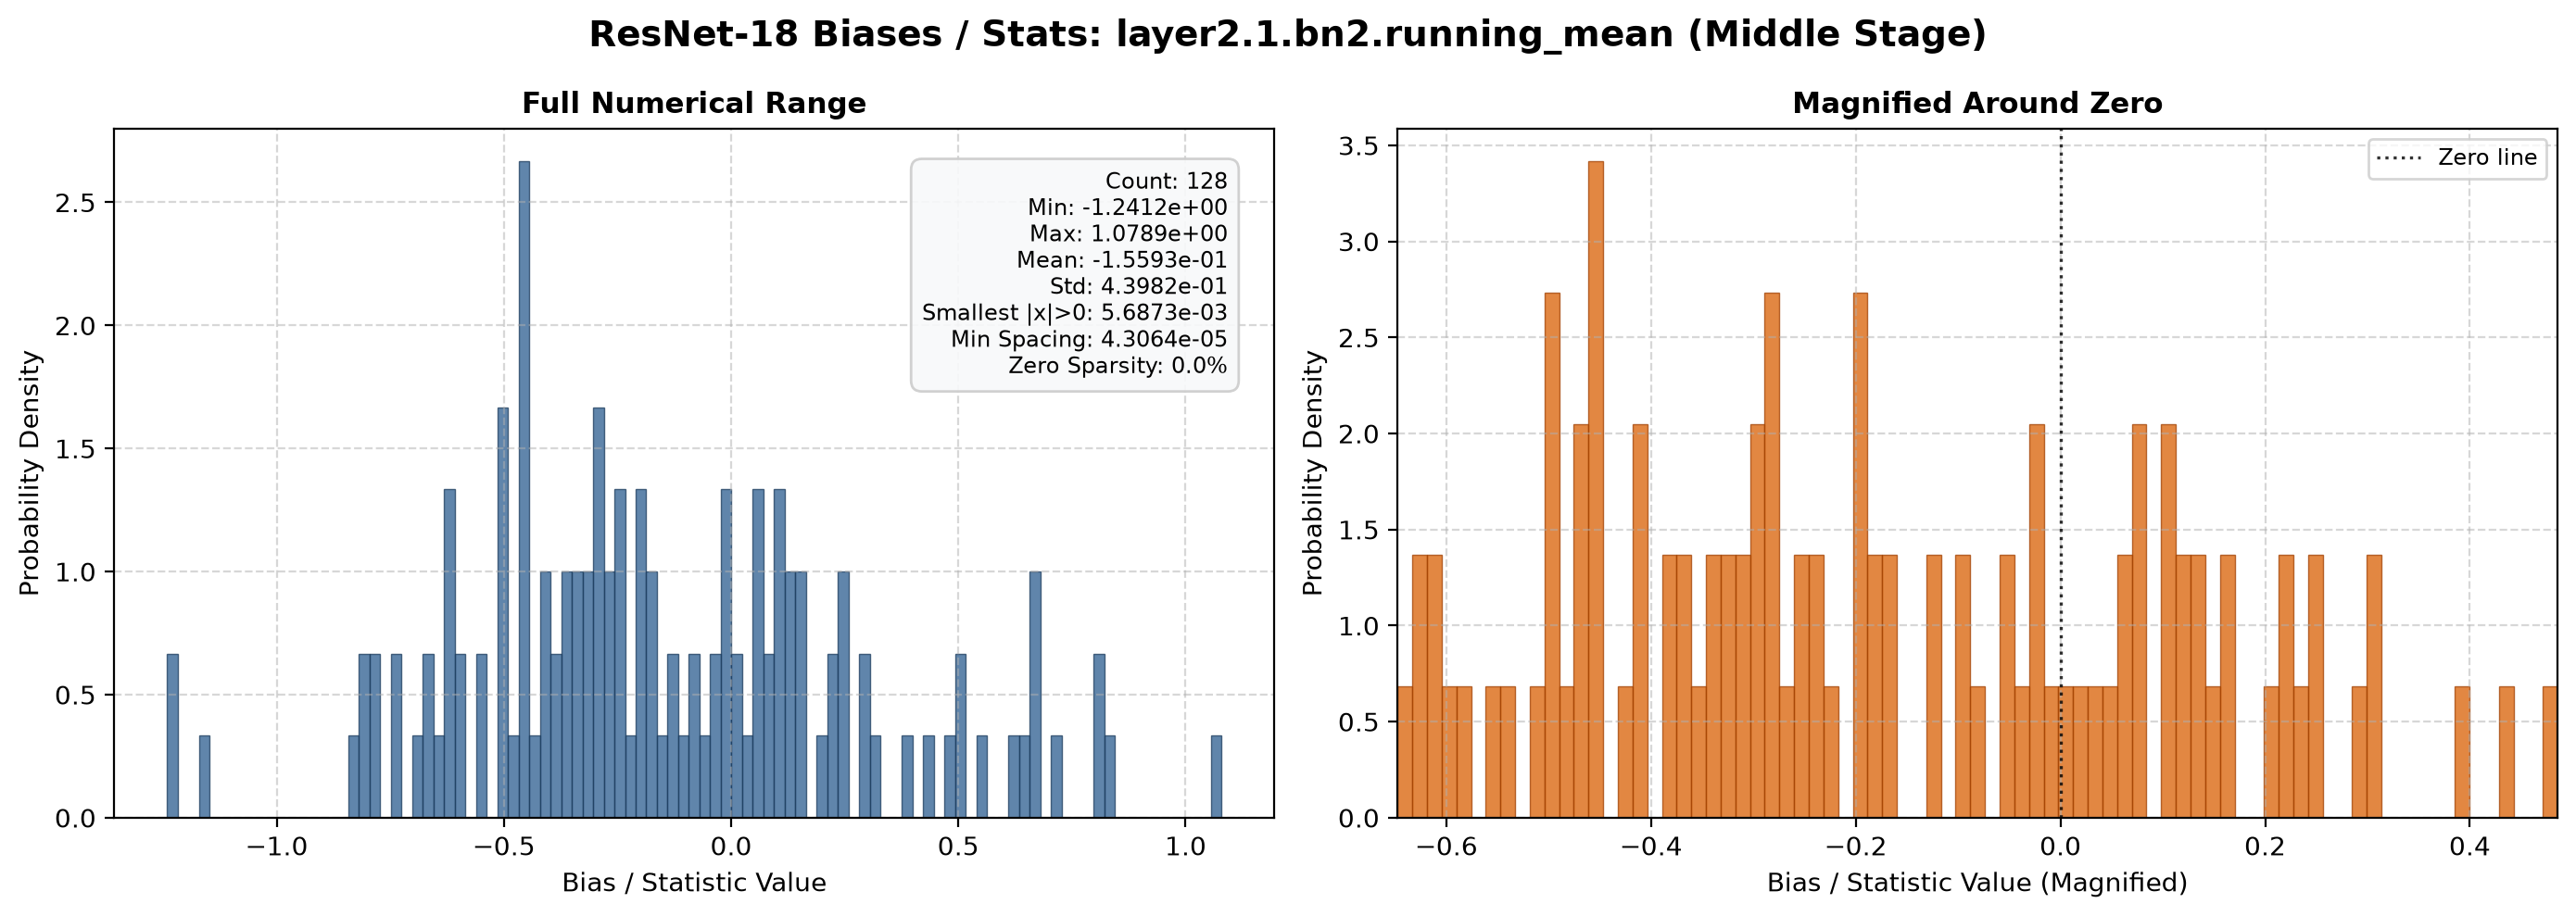 ResNet-18 Biases / Stats: layer2.1.bn2.running_mean (Middle Stage)
Full Numerical Range
Probability Density
2.5
2.0
1.5
1.0
0.5
0.0
−1.0
−0.5
0.0
0.5
1.0
Bias / Statistic Value
Count: 128
Min: -1.2412e+00
Max: 1.0789e+00
Mean: -1.5593e-01
Std: 4.3982e-01
Smallest |x|>0: 5.6873e-03
Min Spacing: 4.3064e-05
Zero Sparsity: 0.0%
Magnified Around Zero
Probability Density
3.5
3.0
2.5
2.0
1.5
1.0
0.5
0.0
−0.6
−0.4
−0.2
0.0
0.2
0.4
Bias / Statistic Value (Magnified)
Zero line